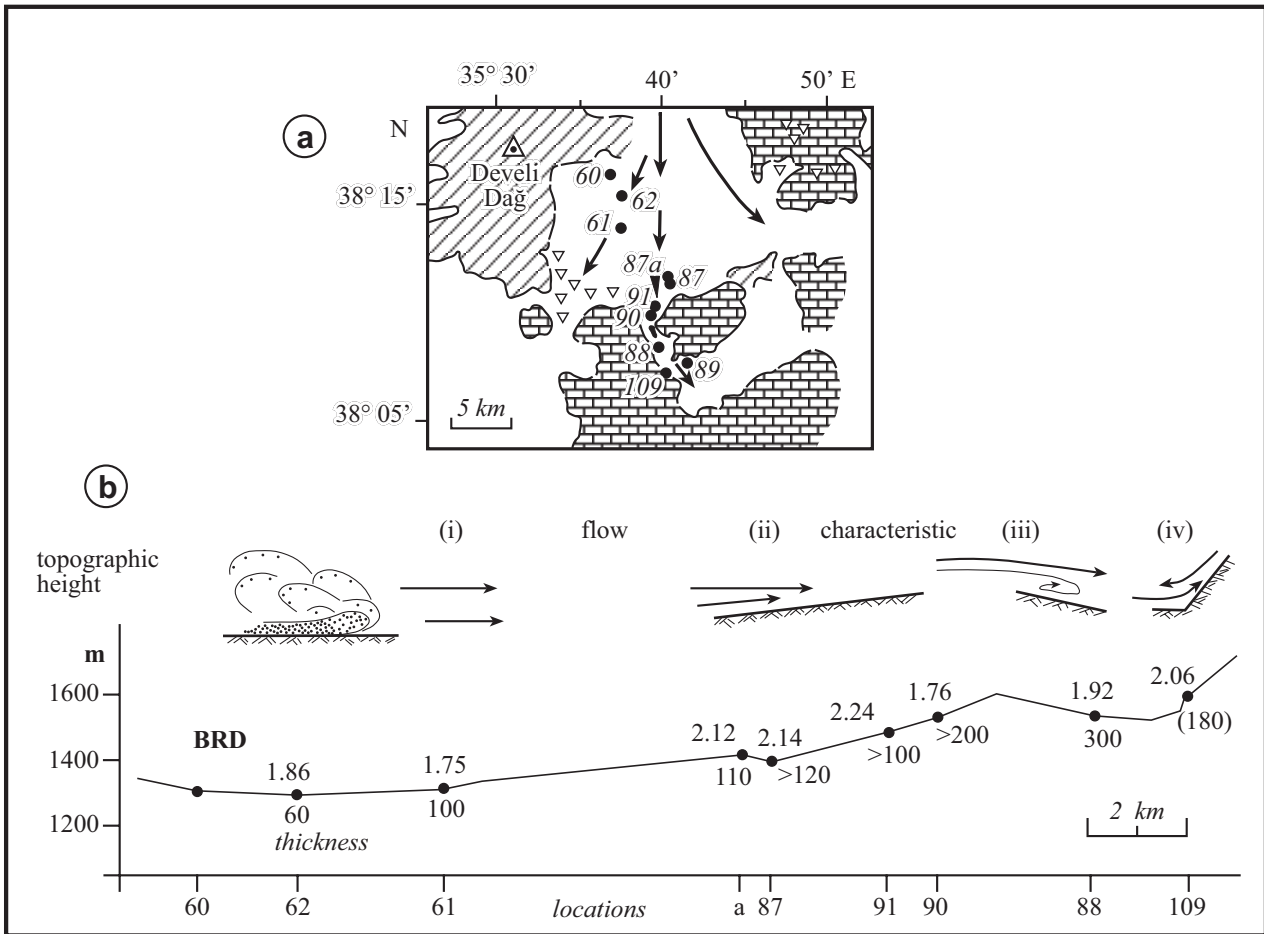 35° 30’ 40’ 50’ E
a
N
Develi
Dağ
38° 15’
60
62
61
87a
87
91
90
88
89
109
38° 05’
5 km
b
(i) flow (ii) characteristic (iii) (iv)
topographic
height
m
1600
1400
1200
BRD
1.86
60
thickness
1.75
100
2.12
110
2.14
>120
2.24
>100
1.76
>200
1.92
300
2.06
(180)
2 km
60 62 61 locations a 87 91 90 88 109